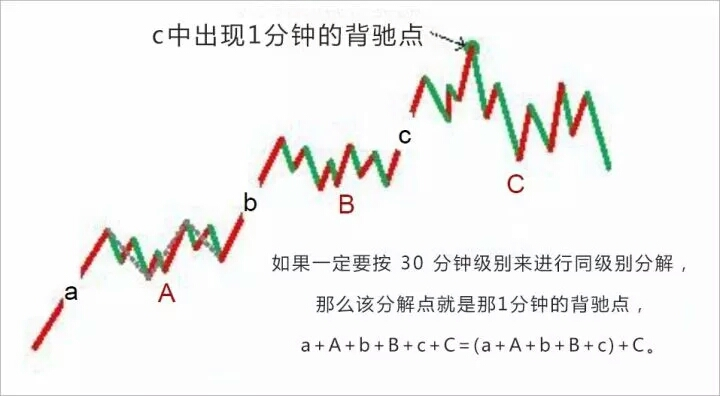 c中出现1分钟的背驰点
c
C
b
B
a
A
如果一定要按 30 分钟级别来进行同级别分解，
那么该分解点就是那1分钟的背驰点，
a+A+b+B+c+C=(a+A+b+B+c)+C。